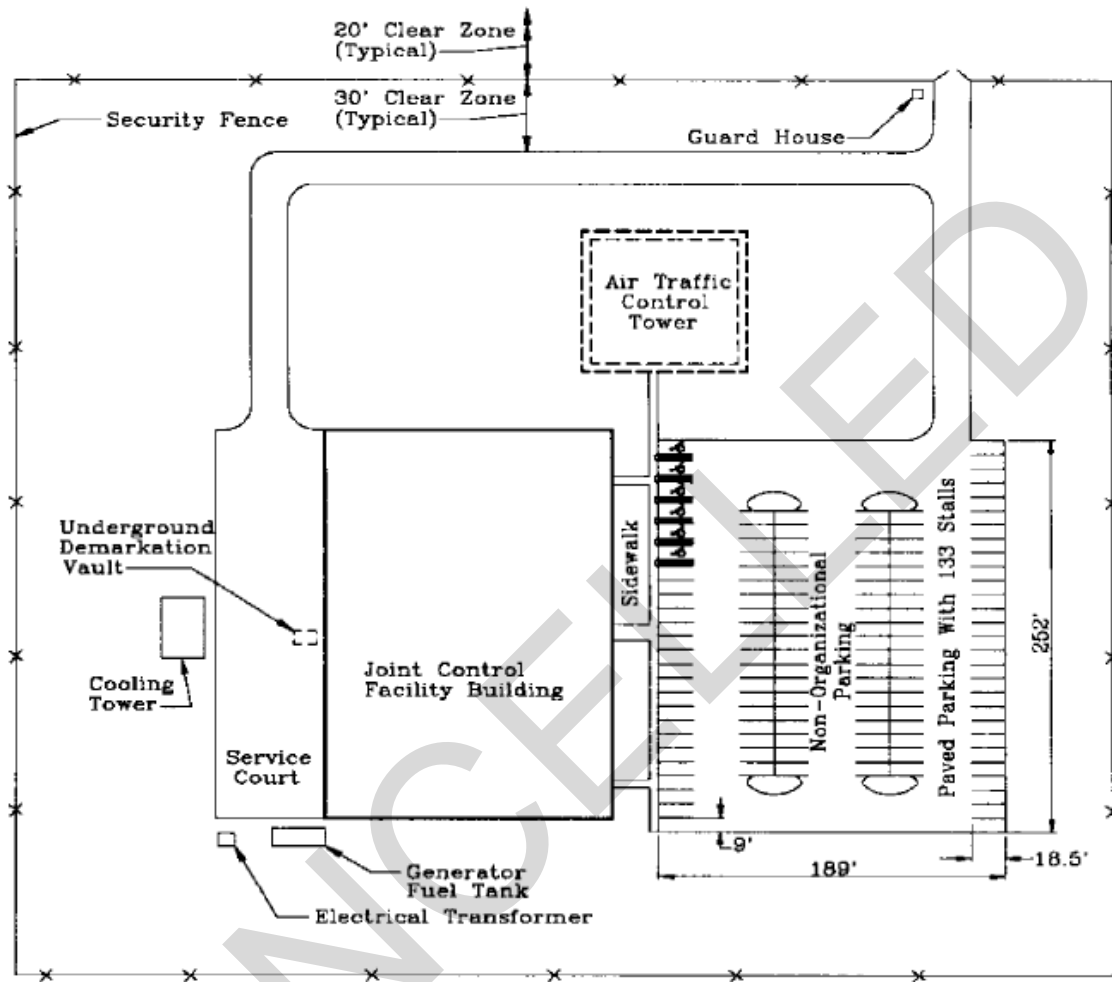 20' Clear Zone
(Typical)
30' Clear Zone
(Typical)
Security Fence
Guard House
Air Traffic
Control
Tower
Underground
Demarkation
Vault
Sidewalk
Non-Organizational
Parking
Paved Parking With 133 Stalls
252'
Joint Control
Facility Building
Cooling
Tower
Service
Court
9'
189'
18.5'
Generator
Fuel Tank
Electrical Transformer
NCELLED